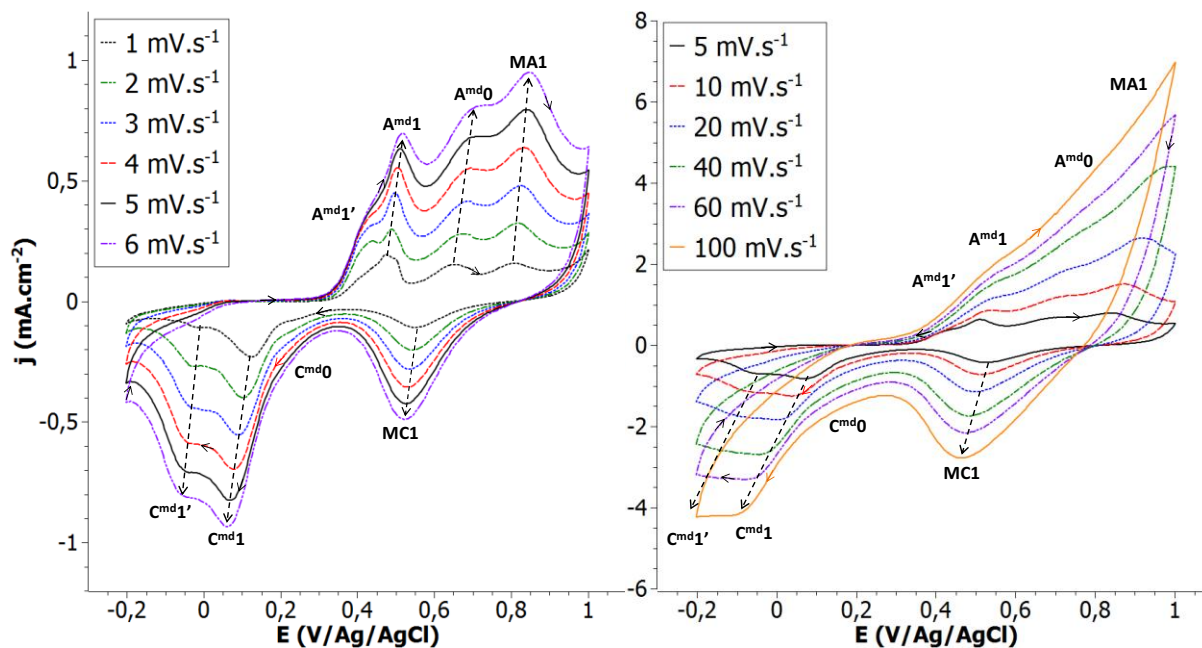 1 mV.s⁻¹
2 mV.s⁻¹
3 mV.s⁻¹
4 mV.s⁻¹
5 mV.s⁻¹
6 mV.s⁻¹
MA1
Aᵐᵈ0
Aᵐᵈ1
Aᵐᵈ1’
Cᵐᵈ0
MC1
Cᵐᵈ1’
Cᵐᵈ1
j (mA.cm⁻²)
1
0,5
0
-0,5
-1
-0,2
0
0,2
0,4
0,6
0,8
1
E (V/Ag/AgCl)
5 mV.s⁻¹
10 mV.s⁻¹
20 mV.s⁻¹
40 mV.s⁻¹
60 mV.s⁻¹
100 mV.s⁻¹
MA1
Aᵐᵈ0
Aᵐᵈ1
Aᵐᵈ1’
Cᵐᵈ0
MC1
Cᵐᵈ1’
Cᵐᵈ1
8
6
4
2
0
-2
-4
-6
-0,2
0
0,2
0,4
0,6
0,8
1
E (V/Ag/AgCl)